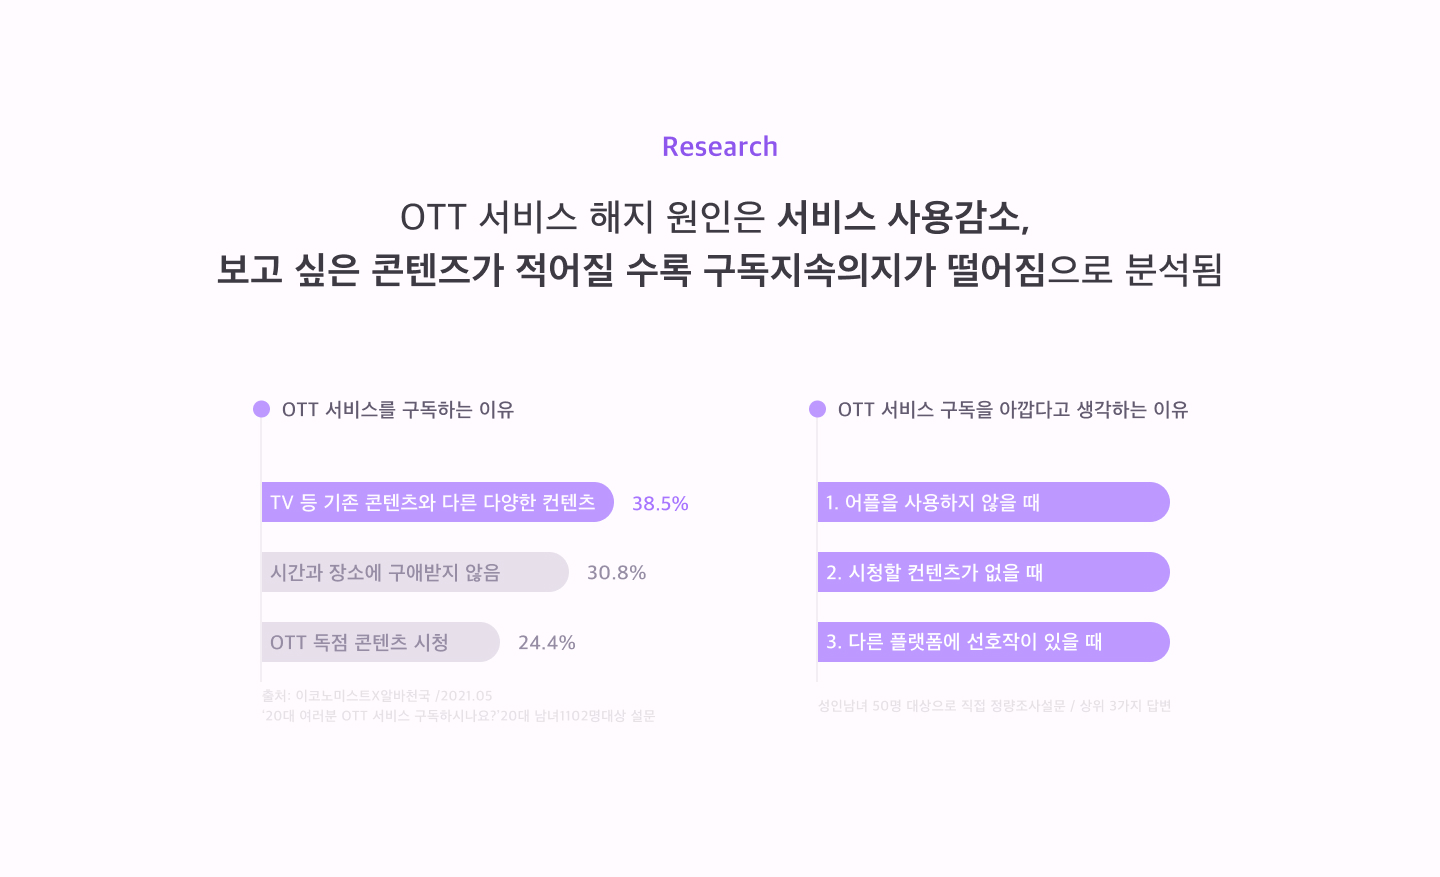 Research
OTT 서비스 해지 원인은 서비스 사용감소,
보고 싶은 콘텐즈가 적어질 수록 구독지속의지가 떨어짐으로 분석됨
OTT 서비스를 구독하는 이유
TV 등 기존 콘텐츠와 다른 다양한 컨텐츠
38.5%
시간과 장소에 구애받지 않음
30.8%
OTT 독점 콘텐츠 시청
24.4%
출처: 이코노미스트X알바천국 /2021.05
‘20대 여러분 OTT 서비스 구독하시나요?’20대 남녀1102명대상 설문
OTT 서비스 구독을 아깝다고 생각하는 이유
1. 어플을 사용하지 않을 때
2. 시청할 컨텐츠가 없을 때
3. 다른 플랫폼에 선호작이 있을 때
성인남녀 50명 대상으로 직접 정량조사설문 / 상위 3가지 답변